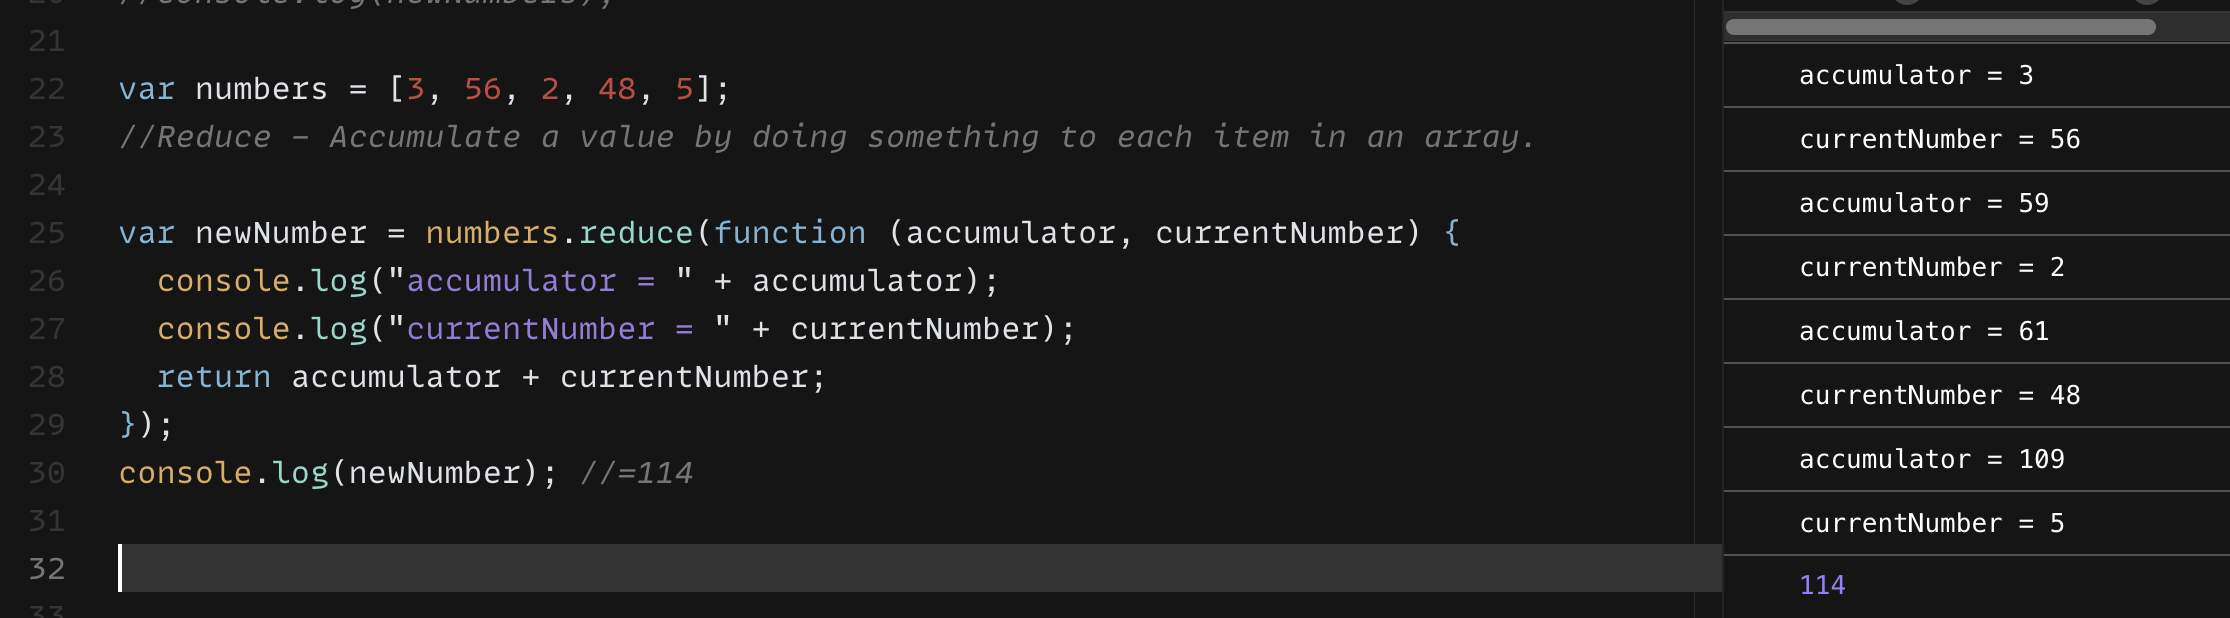 //console.log(newNumbers);
21
22 var numbers = [3, 56, 2, 48, 5];
23 //Reduce - Accumulate a value by doing something to each item in an array.
24
25 var newNumber = numbers.reduce(function (accumulator, currentNumber) {
26 console.log("accumulator = " + accumulator);
27 console.log("currentNumber = " + currentNumber);
28 return accumulator + currentNumber;
29 });
30 console.log(newNumber); //=114
31
32
33
accumulator = 3
currentNumber = 56
accumulator = 59
currentNumber = 2
accumulator = 61
currentNumber = 48
accumulator = 109
currentNumber = 5
114